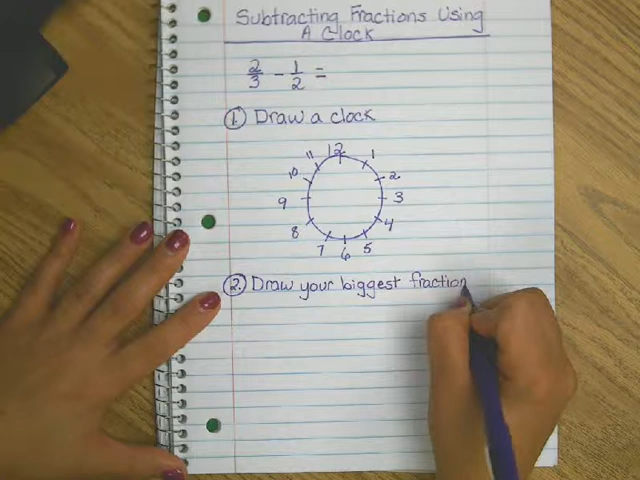 Subtracting Fractions Using
A Clock
2/3 - 1/2 =
1. Draw a clock
12
11 1
10 2
9 3
8 4
7 5
6
2. Draw your biggest fraction